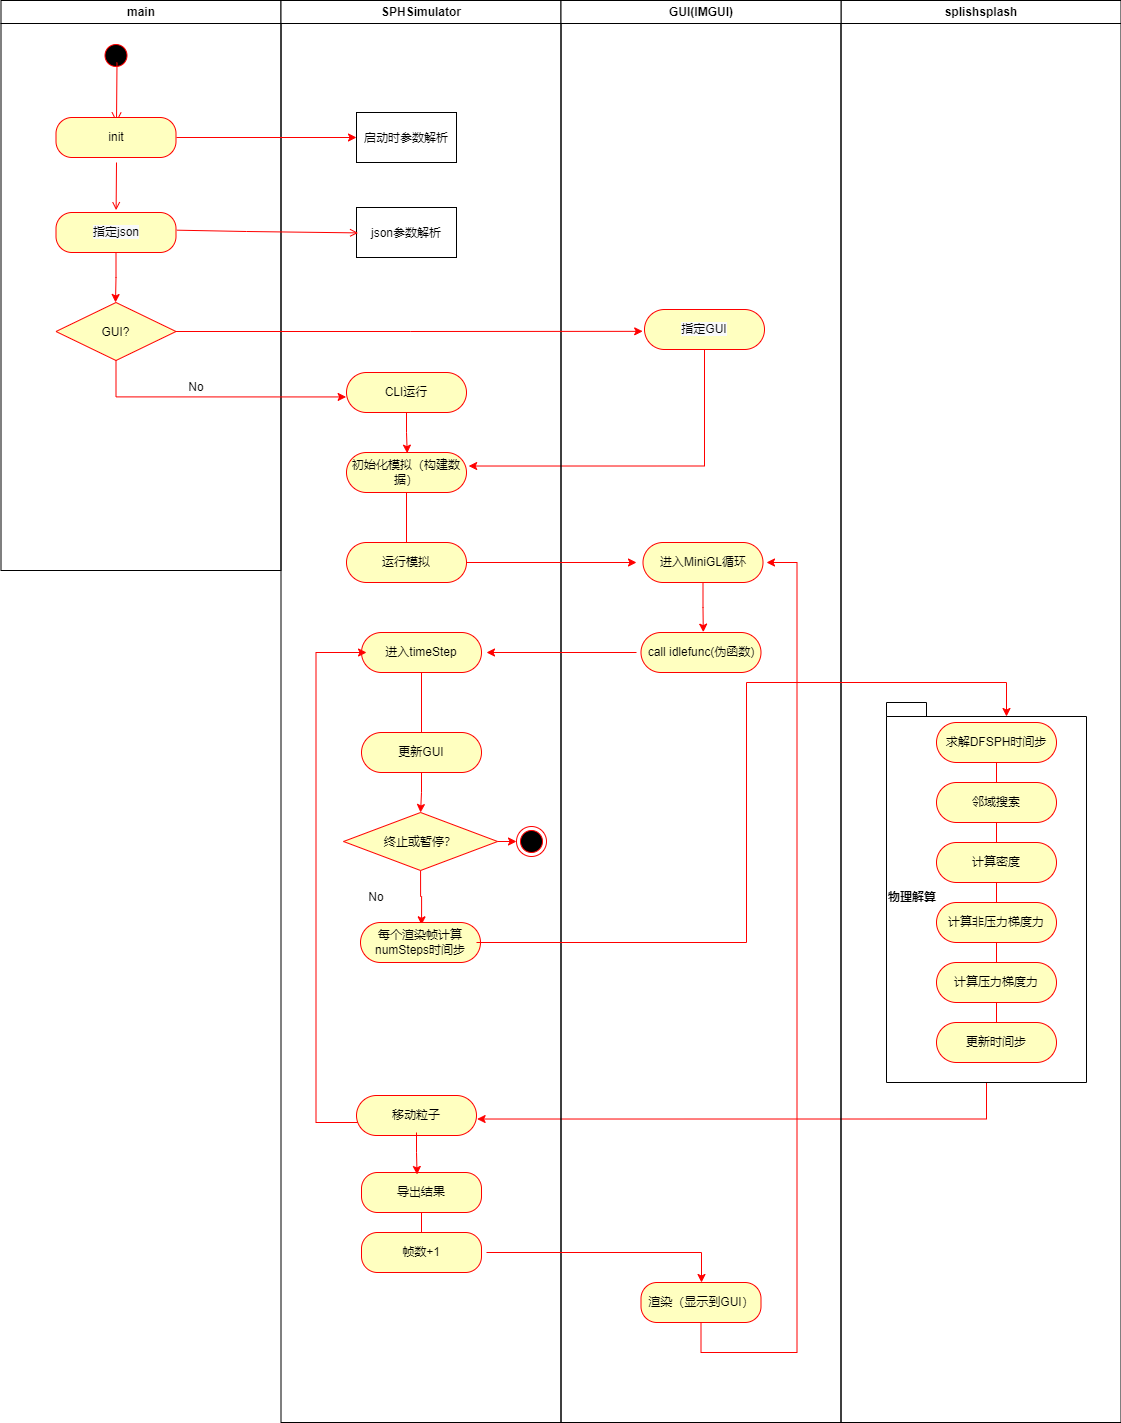 main
SPHSimulator
GUI(IMGUI)
splishsplash
init
启动时参数解析
指定json
json参数解析
GUI?
指定GUI
No
CLI运行
初始化模拟（构建数
据）
运行模拟
进入MiniGL循环
进入timeStep
call idlefunc(伪函数)
更新GUI
求解DFSPH时间步
邻域搜索
终止或暂停?
计算密度
No
物理解算
每个渲染帧计算
numSteps时间步
计算非压力梯度力
计算压力梯度力
更新时间步
移动粒子
导出结果
帧数+1
渲染（显示到GUI）